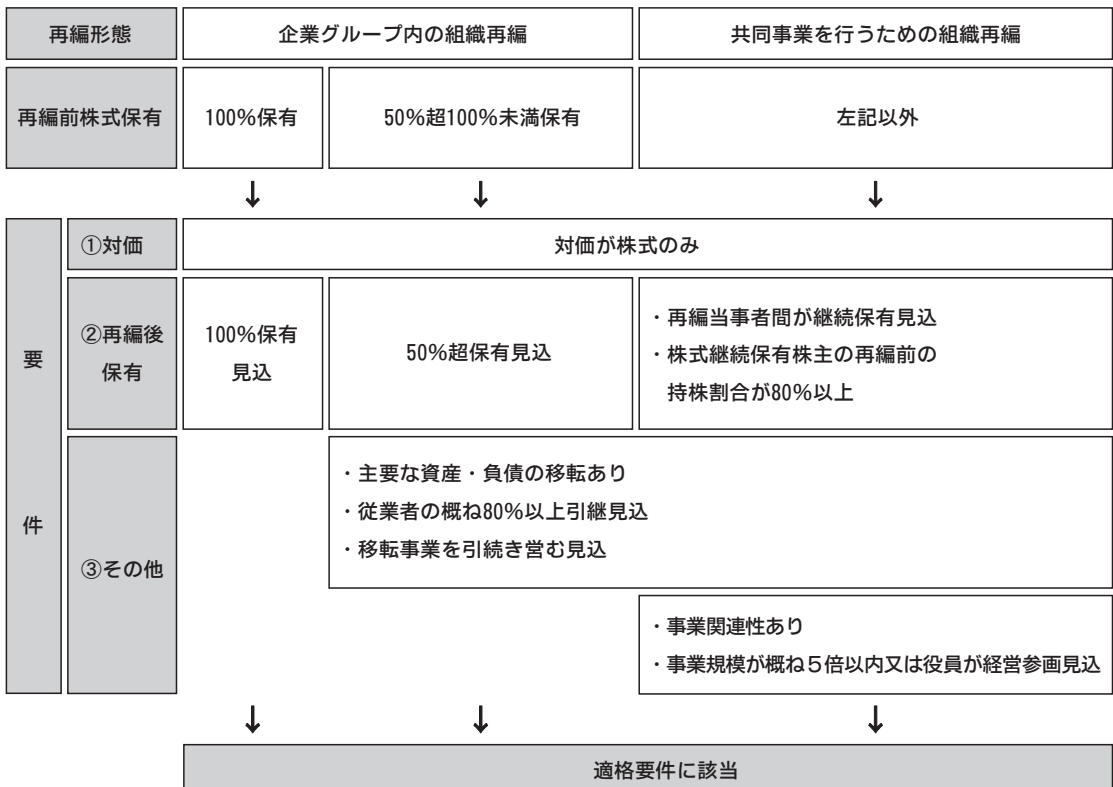 再編形態
企業グループ内の組織再編
共同事業を行うための組織再編
再編前株式保有
100%保有
50%超100%未満保有
左記以外
↓
↓
↓
要
件
①対価
対価が株式のみ
②再編後
保有
100%保有
見込
50%超保有見込
・再編当事者間が継続保有見込
・株式継続保有株主の再編前の
持株割合が80%以上
③その他
・主要な資産・負債の移転あり
・従業者の概ね80%以上引継見込
・移転事業を引続き営む見込
・事業関連性あり
・事業規模が概ね5倍以内又は役員が経営参画見込
↓
↓
↓
適格要件に該当